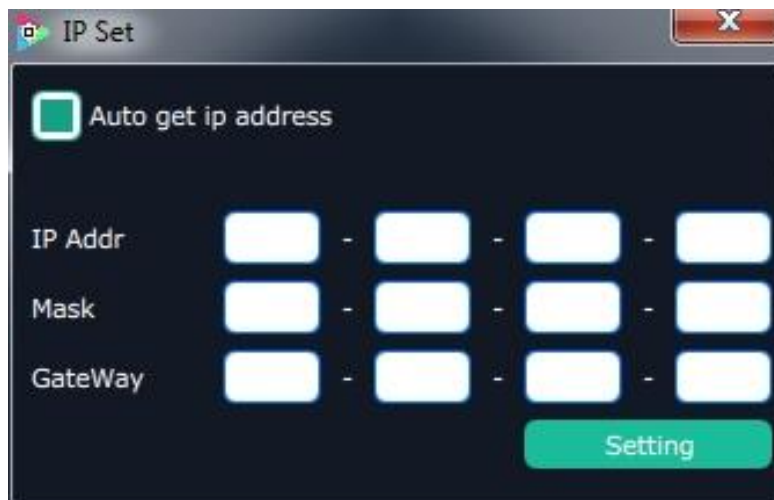 IP Set
Auto get ip address
IP Addr - - -
Mask - - -
GateWay - - -
Setting